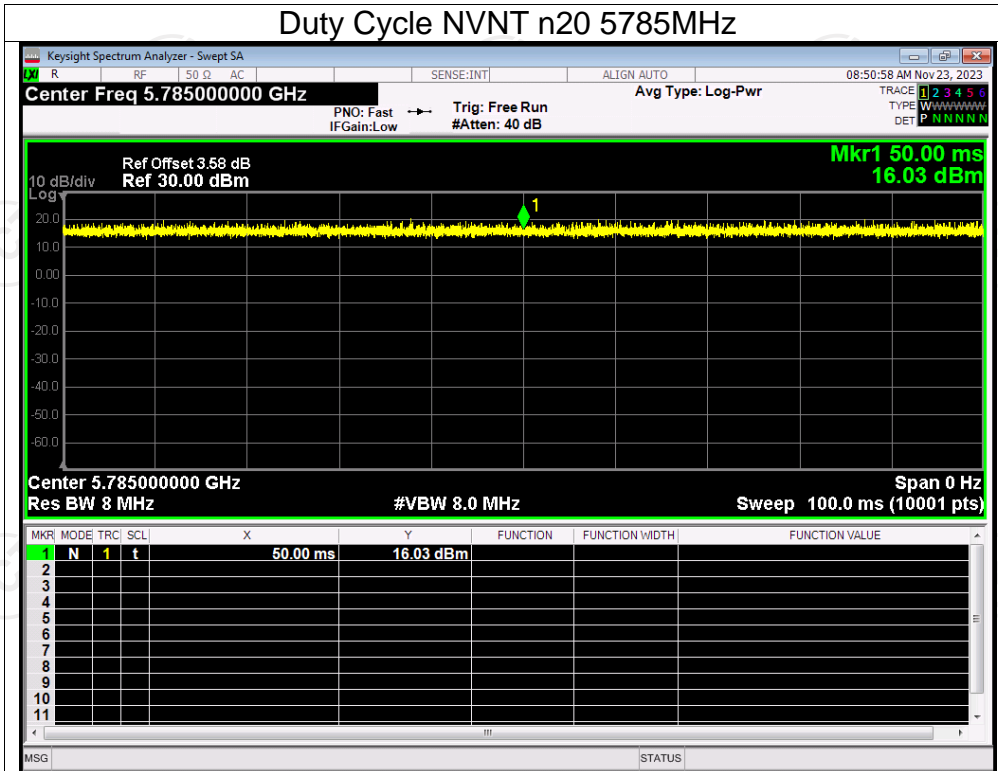 Duty Cycle NVNT n20 5785MHz
Keysight Spectrum Analyzer - Swept SA
LXI R RF 50 Ω AC SENSE:INT ALIGN AUTO 08:50:58 AM Nov 23, 2023
Center Freq 5.785000000 GHz
PNO: Fast
IFGain:Low
Trig: Free Run
#Atten: 40 dB
Avg Type: Log-Pwr
TRACE 1 2 3 4 5 6
TYPE WWWWWW
DET P N N N N N
Mkr1 50.00 ms
16.03 dBm
Ref Offset 3.58 dB
10 dB/div Ref 30.00 dBm
Log
1
20.0
10.0
0.00
-10.0
-20.0
-30.0
-40.0
-50.0
-60.0
Center 5.785000000 GHz Span 0 Hz
Res BW 8 MHz #VBW 8.0 MHz Sweep 100.0 ms (10001 pts)
MKR MODE TRC SCL X Y FUNCTION FUNCTION WIDTH FUNCTION VALUE
1 N 1 t 50.00 ms 16.03 dBm
2
3
4
5
6
7
8
9
10
11
MSG STATUS